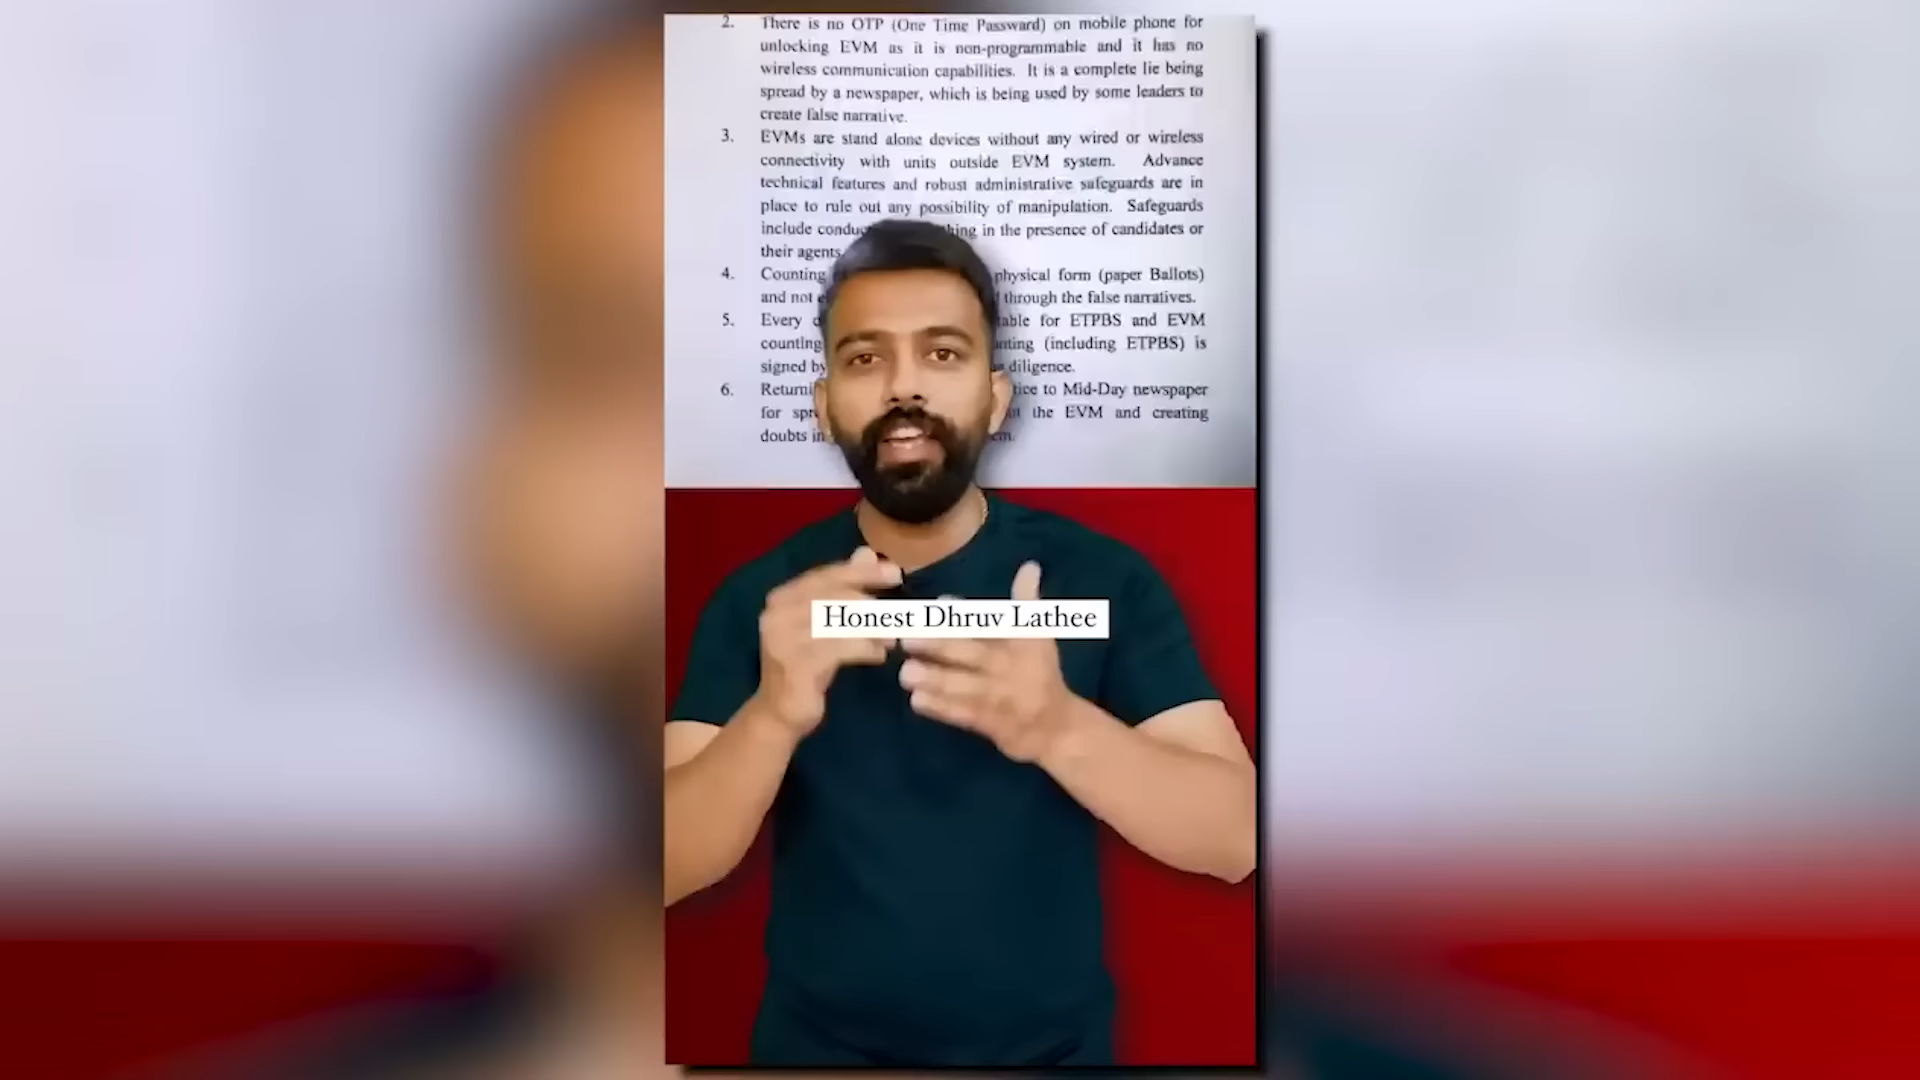 2. There is no OTP (One Time Passward) on mobile phone for
unlocking EVM as it is non-programmable and it has no
wireless communication capabilities. It is a complete lie being
spread by a newspaper, which is being used by some leaders to
create false narrative.
3. EVMs are stand alone devices without any wired or wireless
connectivity with units outside EVM system. Advance
technical features and robust administrative safeguards are in
place to rule out any possibility of manipulation. Safeguards
include in the presence of candidates or
their agents
4. Counting physical form (paper Ballots)
and not through the false narratives.
5. Every for ETPBS and EVM
counting (including ETPBS) is
signed by diligence.
6. to Mid-Day newspaper
for the EVM and creating
doubts in
Honest Dhruv Lathee